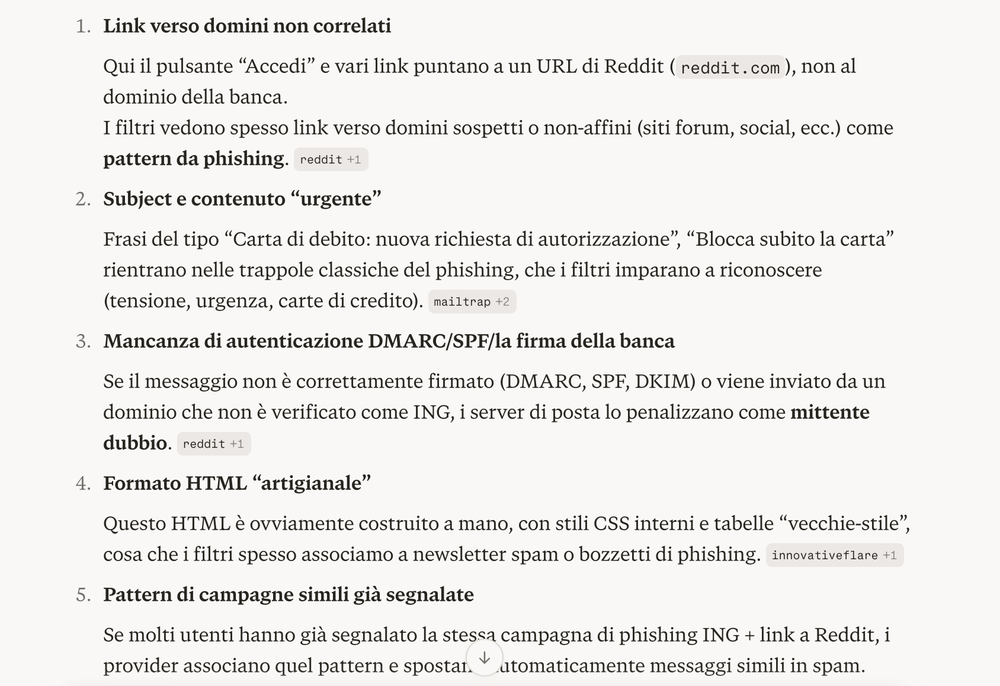 1. Link verso domini non correlati
Qui il pulsante “Accedi” e vari link puntano a un URL di Reddit (reddit.com), non al
dominio della banca.
I filtri vedono spesso link verso domini sospetti o non-affini (siti forum, social, ecc.) come
pattern da phishing. reddit +1
2. Subject e contenuto “urgente”
Frasi del tipo “Carta di debito: nuova richiesta di autorizzazione”, “Blocca subito la carta”
rientrano nelle trappole classiche del phishing, che i filtri imparano a riconoscere
(tensione, urgenza, carte di credito). mailtrap +2
3. Mancanza di autenticazione DMARC/SPF/la firma della banca
Se il messaggio non è correttamente firmato (DMARC, SPF, DKIM) o viene inviato da un
dominio che non è verificato come ING, i server di posta lo penalizzano come mittente
dubbio. reddit +1
4. Formato HTML “artigianale”
Questo HTML è ovviamente costruito a mano, con stili CSS interni e tabelle “vecchie-stile”,
cosa che i filtri spesso associamo a newsletter spam o bozzetti di phishing. innovativeflare +1
5. Pattern di campagne simili già segnalate
Se molti utenti hanno già segnalato la stessa campagna di phishing ING + link a Reddit, i
provider associano quel pattern e messaggi simili in spam.